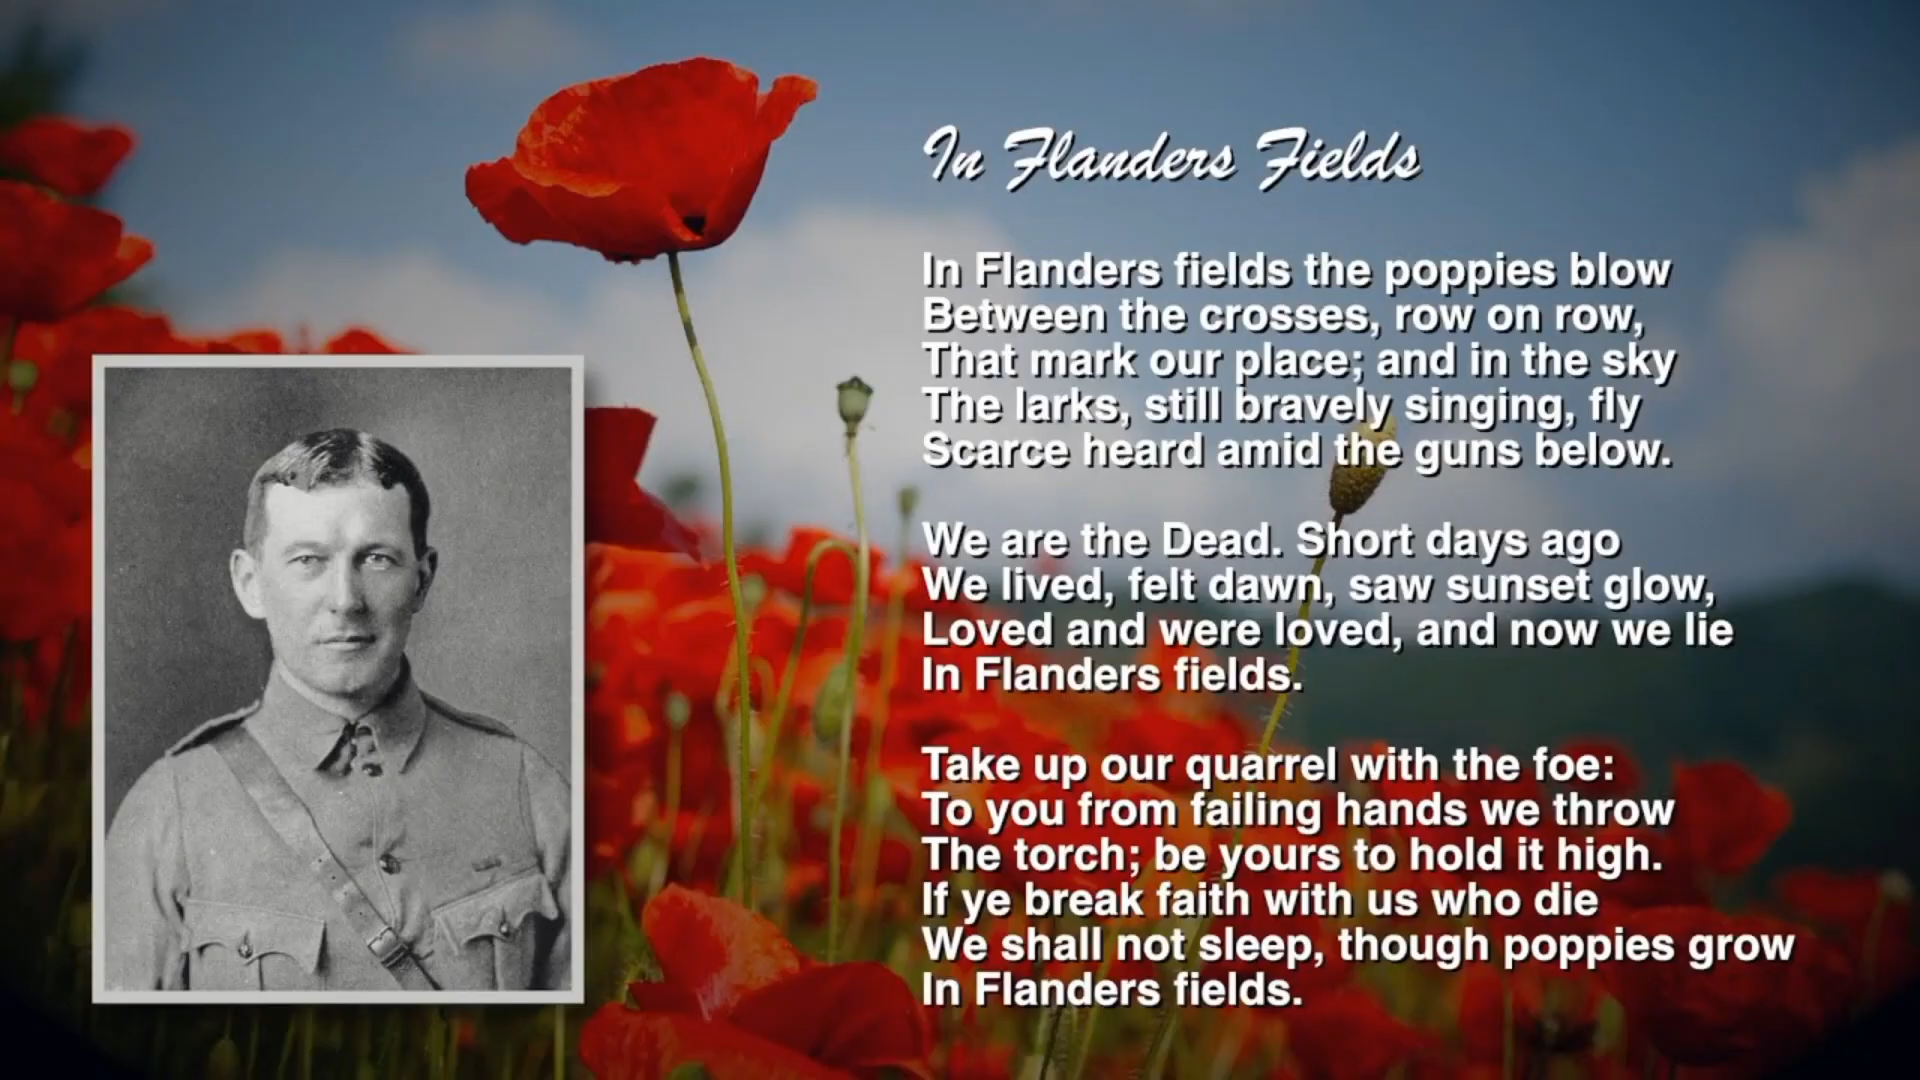 In Flanders Fields
In Flanders fields the poppies blow
Between the crosses, row on row,
That mark our place; and in the sky
The larks, still bravely singing, fly
Scarce heard amid the guns below.
We are the Dead. Short days ago
We lived, felt dawn, saw sunset glow,
Loved and were loved, and now we lie
In Flanders fields.
Take up our quarrel with the foe:
To you from failing hands we throw
The torch; be yours to hold it high.
If ye break faith with us who die
We shall not sleep, though poppies grow
In Flanders fields.